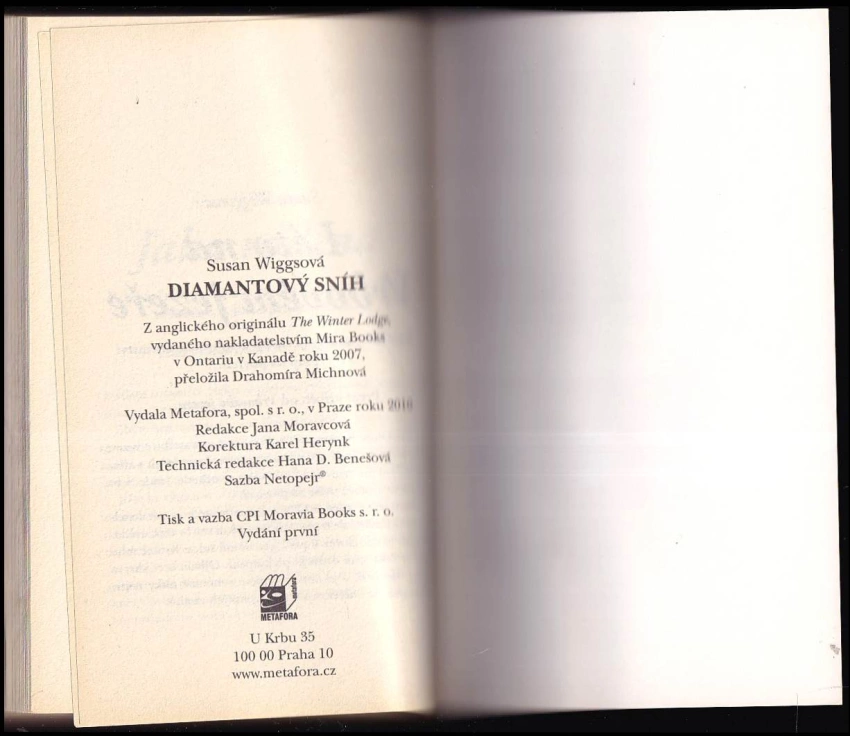 Susan Wiggsová
DIAMANTOVÝ SNÍH
Z anglického originálu The Winter Lodge,
vydaného nakladatelstvím Mira Books
v Ontariu v Kanadě roku 2007,
přeložila Drahomíra Michnová
Vydala Metafora, spol. s r. o., v Praze roku
Redakce Jana Moravcová
Korektura Karel Herynk
Technická redakce Hana D. Benešová
Sazba Netopejr®
Tisk a vazba CPI Moravia Books s. r. o.
Vydání první
METAFORA
U Krbu 35
100 00 Praha 10
www.metafora.cz